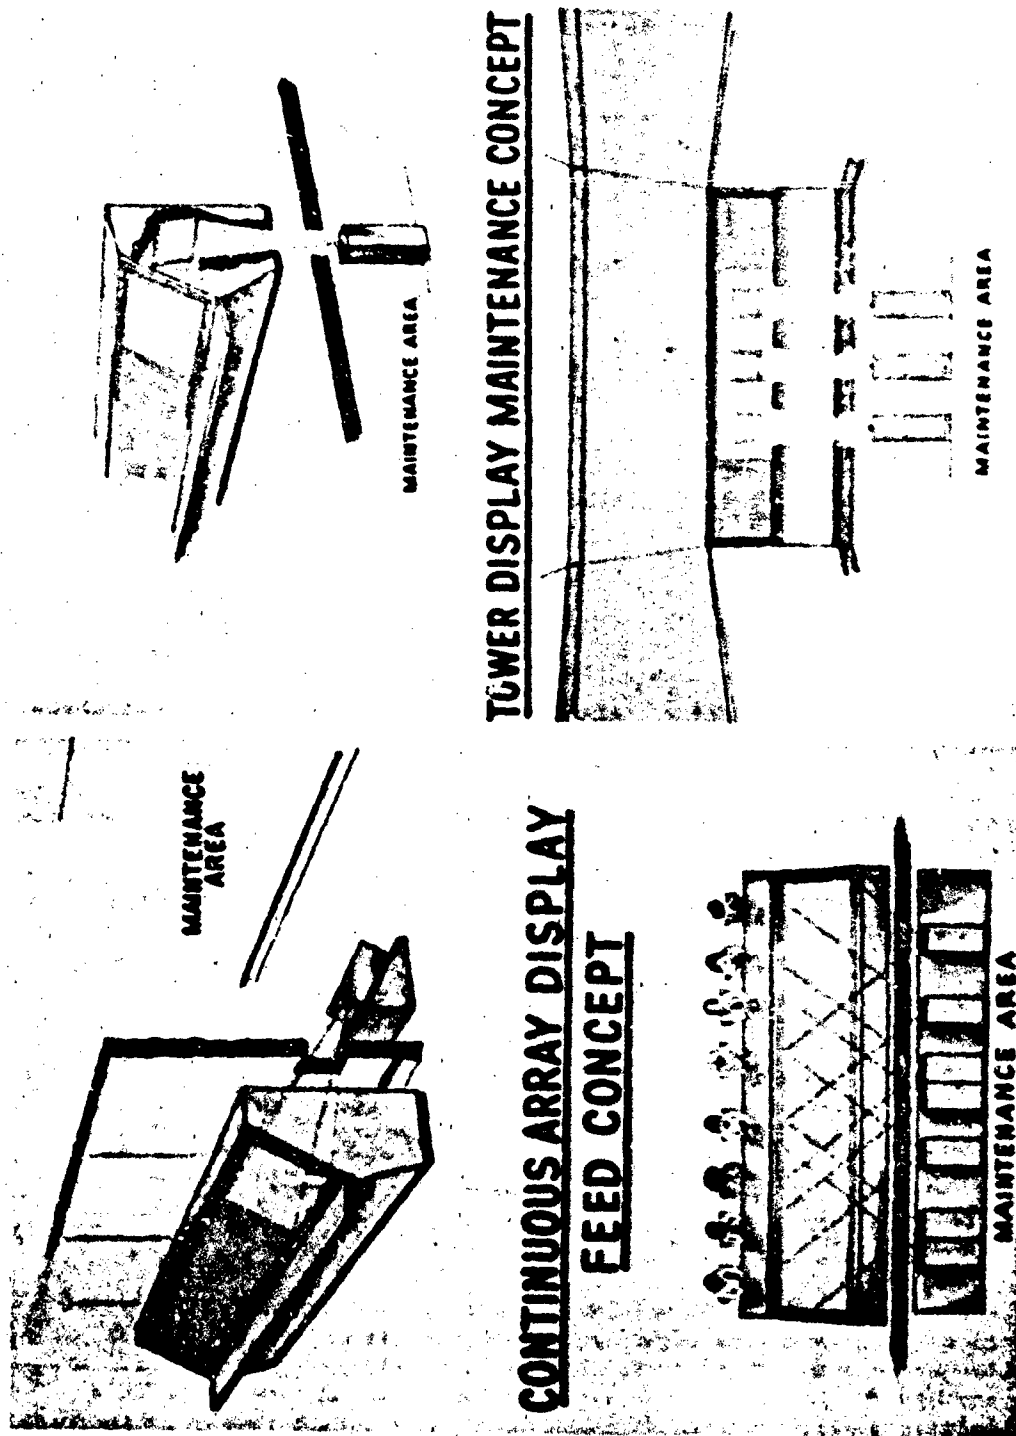 MAINTENANCE
AREA
CONTINUOUS ARRAY DISPLAY
FEED CONCEPT
MAINTENANCE AREA
MAINTENANCE AREA
TOWER DISPLAY MAINTENANCE CONCEPT
MAINTENANCE AREA